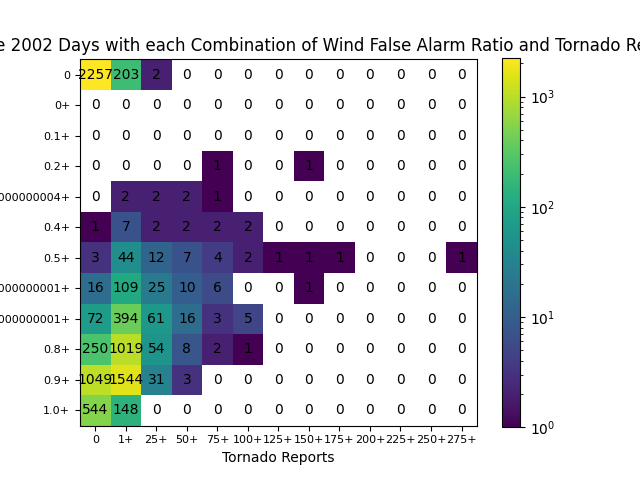 e 2002 Days with each Combination of Wind False Alarm Ratio and Tornado Re
0 2257 203 2 0 0 0 0 0 0 0 0 0 0
0+ 0 0 0 0 0 0 0 0 0 0 0 0 0
0.1+ 0 0 0 0 0 0 0 0 0 0 0 0 0
0.2+ 0 0 0 0 1 0 0 1 0 0 0 0 0
000000004+ 0 2 2 2 1 0 0 0 0 0 0 0 0
0.4+ 1 7 2 2 2 2 0 0 0 0 0 0 0
0.5+ 3 44 12 7 4 2 1 1 1 0 0 0 1
000000001+ 16 109 25 10 6 0 0 1 0 0 0 0 0
000000001+ 72 394 61 16 3 5 0 0 0 0 0 0 0
0.8+ 250 1019 54 8 2 1 0 0 0 0 0 0 0
0.9+ 1049 1544 31 3 0 0 0 0 0 0 0 0 0
1.0+ 544 148 0 0 0 0 0 0 0 0 0 0 0
0 1+ 25+ 50+ 75+ 100+ 125+ 150+ 175+ 200+ 225+ 250+ 275+
Tornado Reports
10³
10²
10¹
10⁰